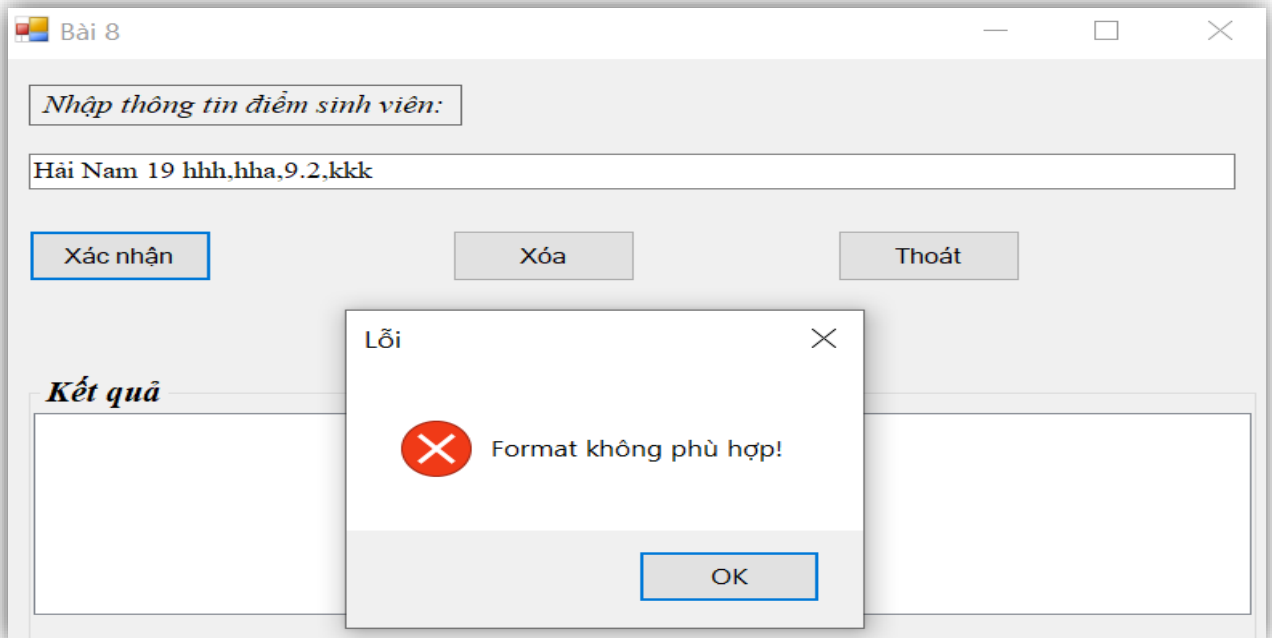 Bài 8
Nhập thông tin điểm sinh viên:
Hải Nam 19 hhh,hha,9.2,kkk
Xác nhận Xóa Thoát
Lỗi
Kết quả
Format không phù hợp!
OK